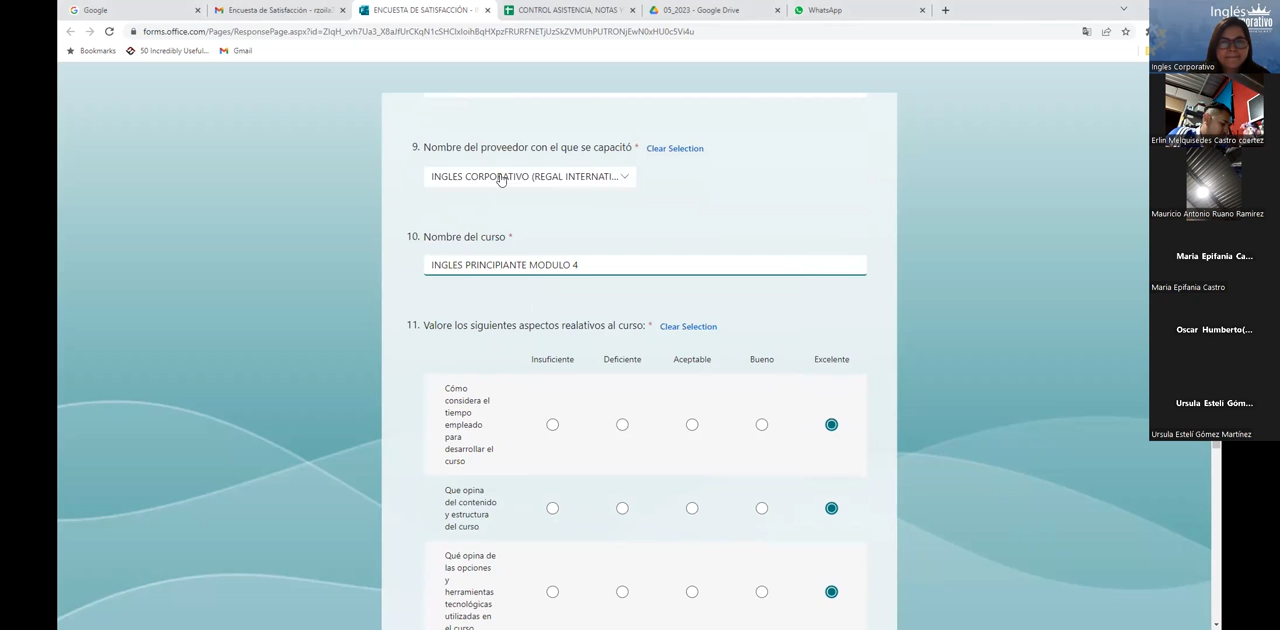 Google
Encuesta de Satisfacción - rzoila
ENCUESTA DE SATISFACCIÓN - I
CONTROL ASISTENCIA, NOTAS Y
05_2023 - Google Drive
WhatsApp
forms.office.com/Pages/ResponsePage.aspx?id=
Bookmarks
50 Incredibly Useful...
Gmail
9. Nombre del proveedor con el que se capacitó * Clear Selection
INGLES CORPORATIVO (REGAL INTERNATI...
10. Nombre del curso *
INGLES PRINCIPIANTE MODULO 4
11. Valore los siguientes aspectos realativos al curso: * Clear Selection
Insuficiente Deficiente Aceptable Bueno Excelente
Cómo
considera el
tiempo
empleado
para
desarrollar el
curso
Que opina
del contenido
y estructura
del curso
Qué opina de
las opciones
y
herramientas
tecnológicas
utilizadas en
el curso
Inglés
Ingles Corporativo
Erlin Melquisedes Castro coertez
Mauricio Antonio Ruano Ramirez
Maria Epifania Ca...
Maria Epifania Castro
Oscar Humberto(...
Ursula Estelí Góm...
Ursula Estelí Gómez Martínez